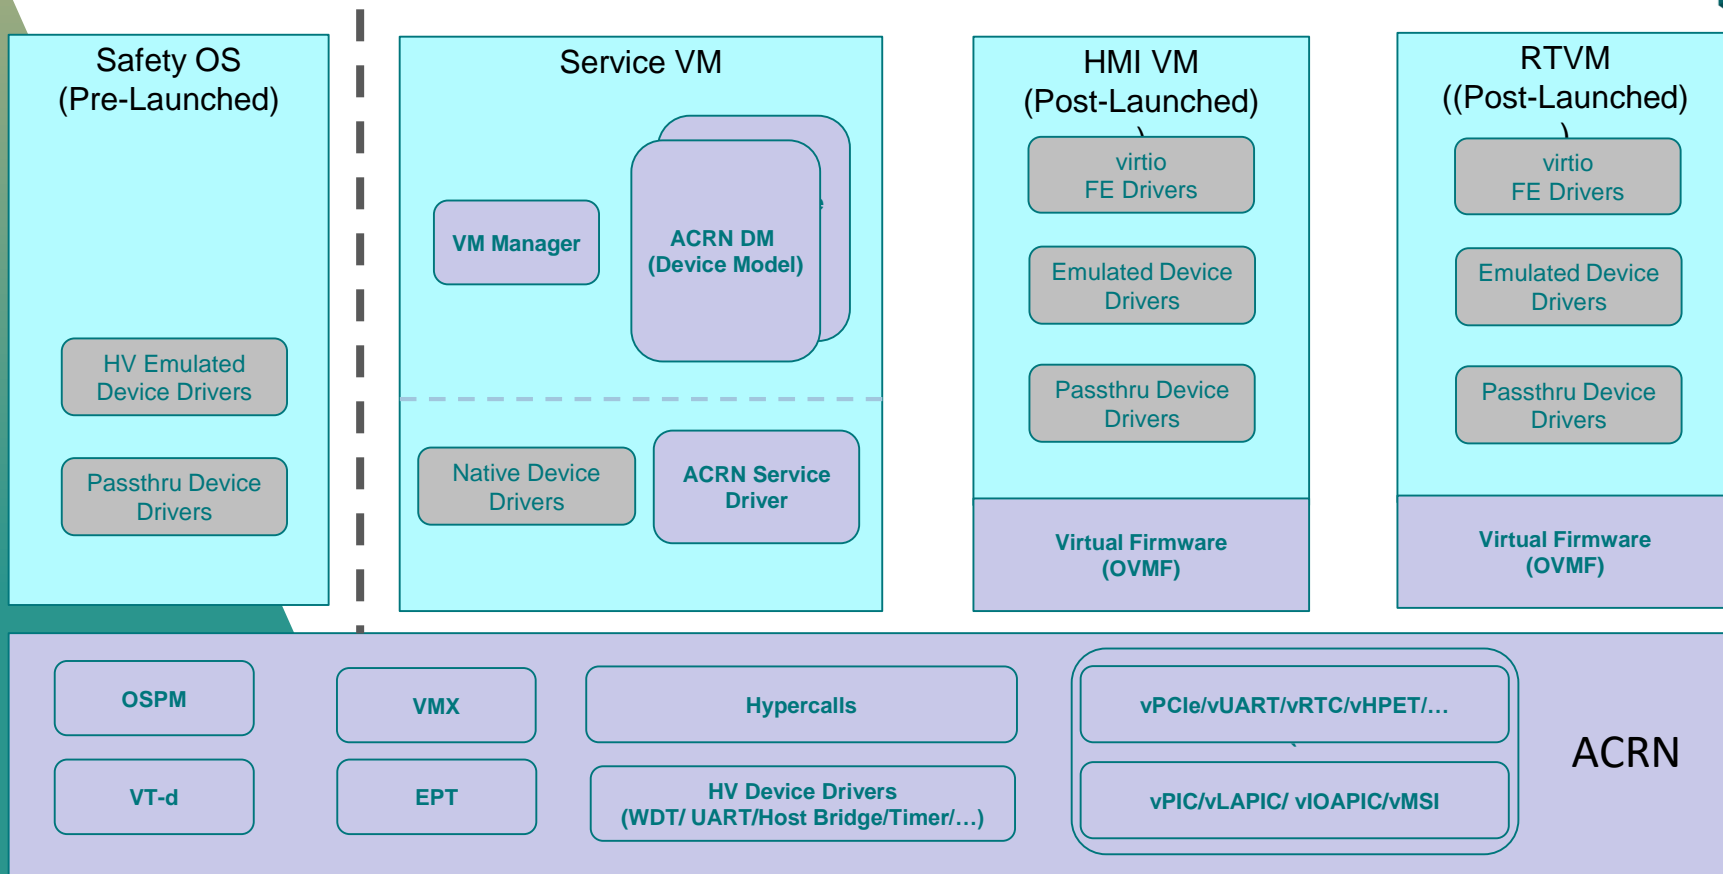 Safety OS
(Pre-Launched)
HV Emulated
Device Drivers
Passthru Device
Drivers
Service VM
VM Manager
ACRN DM
(Device Model)
Native Device
Drivers
ACRN Service
Driver
HMI VM
(Post-Launched)
)
virtio
FE Drivers
Emulated Device
Drivers
Passthru Device
Drivers
Virtual Firmware
(OVMF)
RTVM
((Post-Launched)
)
virtio
FE Drivers
Emulated Device
Drivers
Passthru Device
Drivers
Virtual Firmware
(OVMF)
OSPM
VMX
Hypercalls
vPCIe/vUART/vRTC/vHPET/…
ACRN
VT-d
EPT
HV Device Drivers
(WDT/ UART/Host Bridge/Timer/…)
vPIC/vLAPIC/ vIOAPIC/vMSI